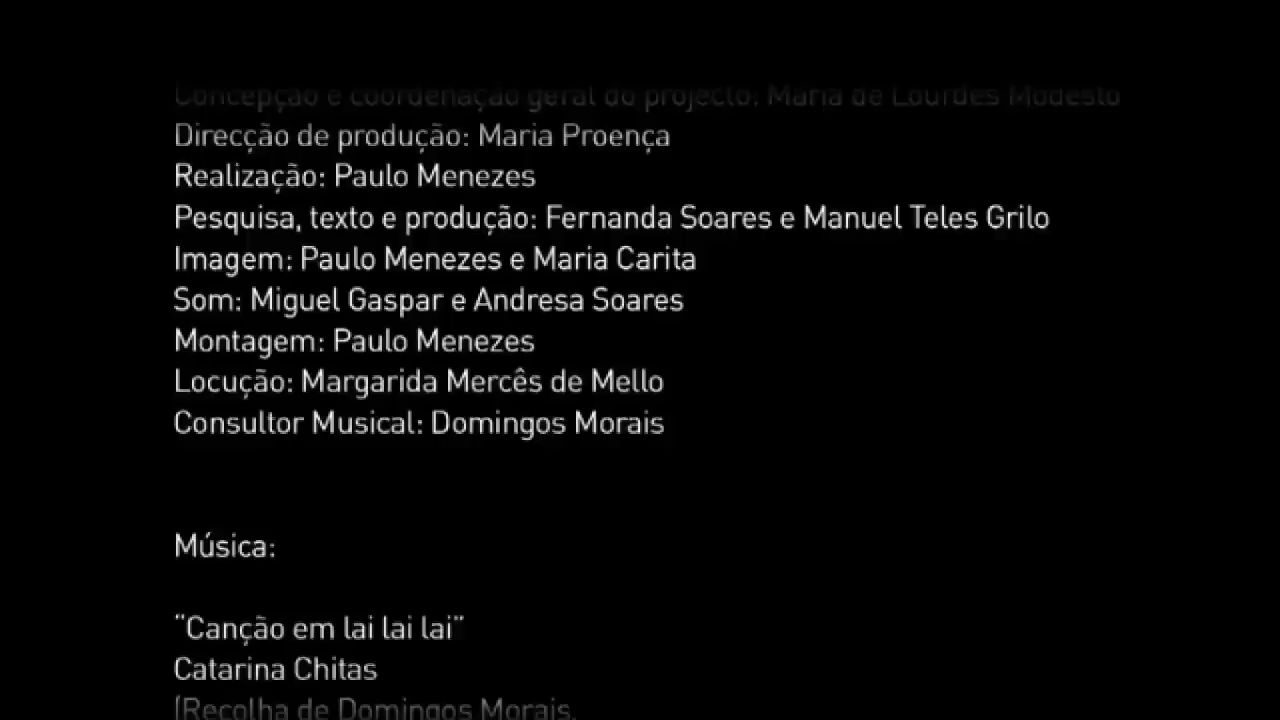 Concepção e coordenação geral do projecto: Maria de Lourdes Modesto
Direcção de produção: Maria Proença
Realização: Paulo Menezes
Pesquisa, texto e produção: Fernanda Soares e Manuel Teles Grilo
Imagem: Paulo Menezes e Maria Carita
Som: Miguel Gaspar e Andresa Soares
Montagem: Paulo Menezes
Locução: Margarida Mercês de Mello
Consultor Musical: Domingos Morais
Música:
“Canção em lai lai lai”
Catarina Chitas
(Recolha de Domingos Morais,